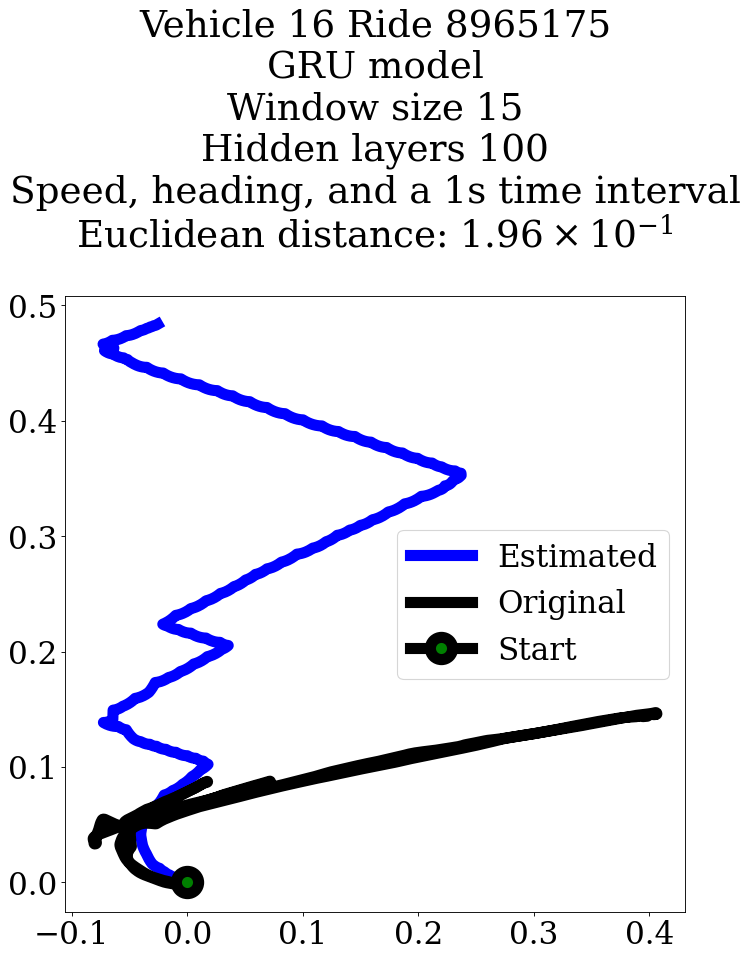 Vehicle 16 Ride 8965175
GRU model
Window size 15
Hidden layers 100
Speed, heading, and a 1s time interval
Euclidean distance: 1.96 × 10⁻¹
0.5
0.4
0.3
0.2
0.1
0.0
Estimated
Original
Start
−0.1 0.0 0.1 0.2 0.3 0.4